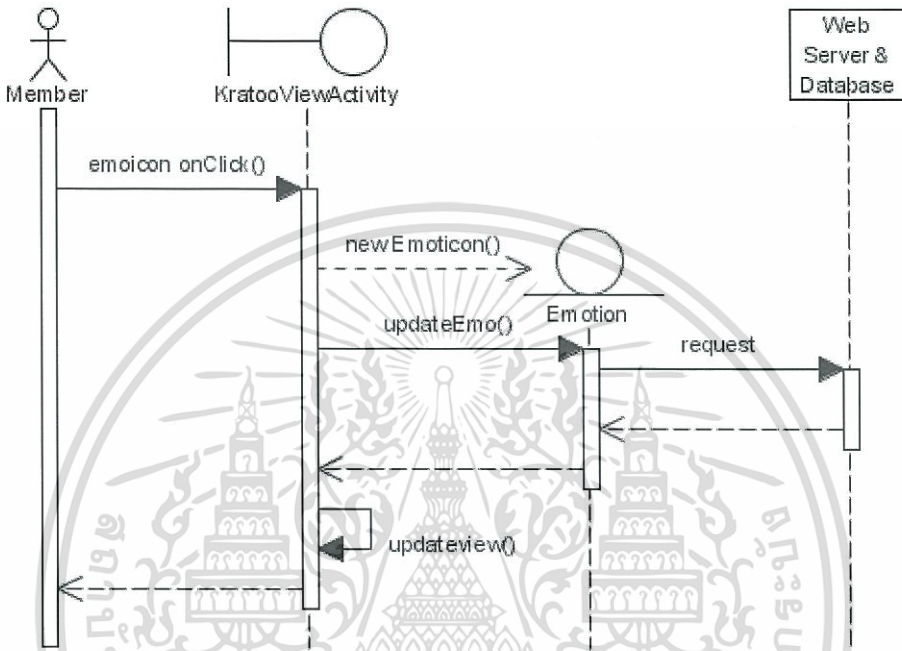 Member
KratooViewActivity
Web
Server &
Database
emoicon onClick()
newEmoticon()
Emotion
updateEmo()
request
updateview()